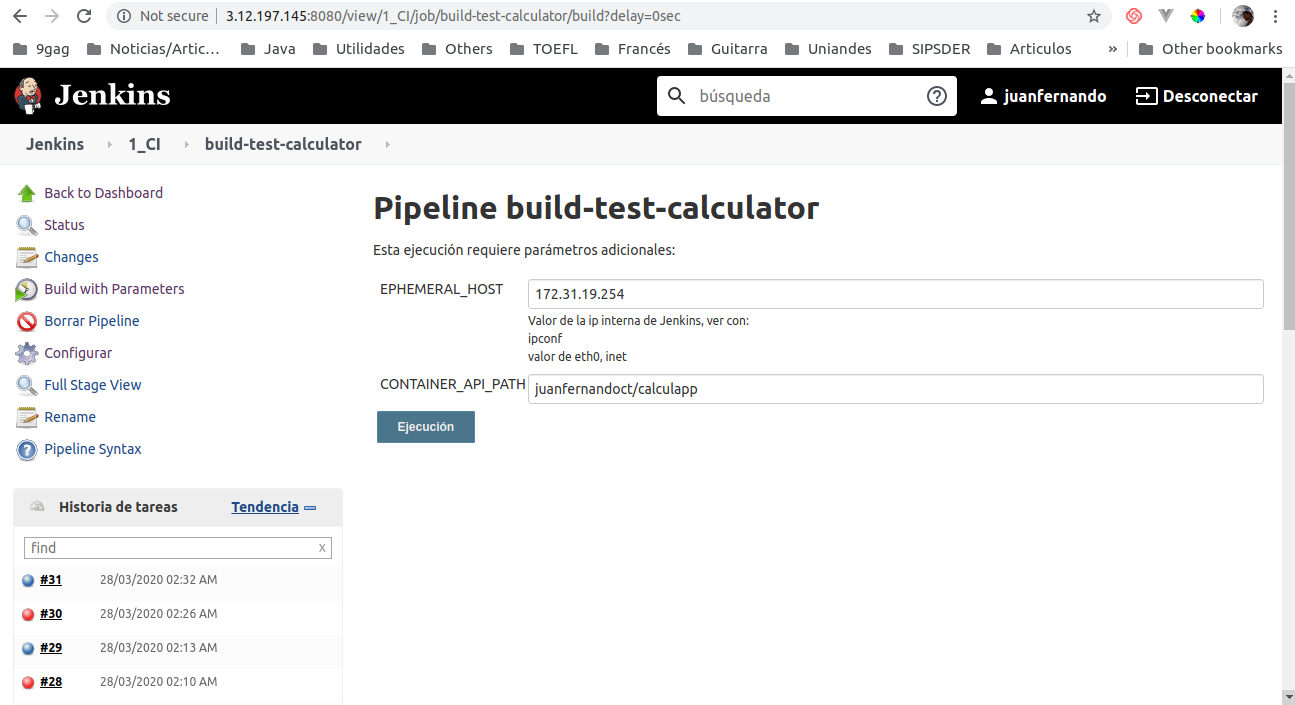 Not secure 3.12.197.145:8080/view/1_CI/job/build-test-calculator/build?delay=0sec
9gag Noticias/Artic… Java Utilidades Others TOEFL Francés Guitarra Uniandes SIPSDER Articulos » Other bookmarks
Jenkins búsqueda juanfernando Desconectar
Jenkins 1_CI build-test-calculator
Back to Dashboard
Status
Changes
Build with Parameters
Borrar Pipeline
Configurar
Full Stage View
Rename
Pipeline Syntax
Historia de tareas Tendencia
find x
#31 28/03/2020 02:32 AM
#30 28/03/2020 02:26 AM
#29 28/03/2020 02:13 AM
#28 28/03/2020 02:10 AM
Pipeline build-test-calculator
Esta ejecución requiere parámetros adicionales:
EPHEMERAL_HOST 172.31.19.254
Valor de la ip interna de Jenkins, ver con:
ipconf
valor de eth0, inet
CONTAINER_API_PATH juanfernandoct/calculapp
Ejecución